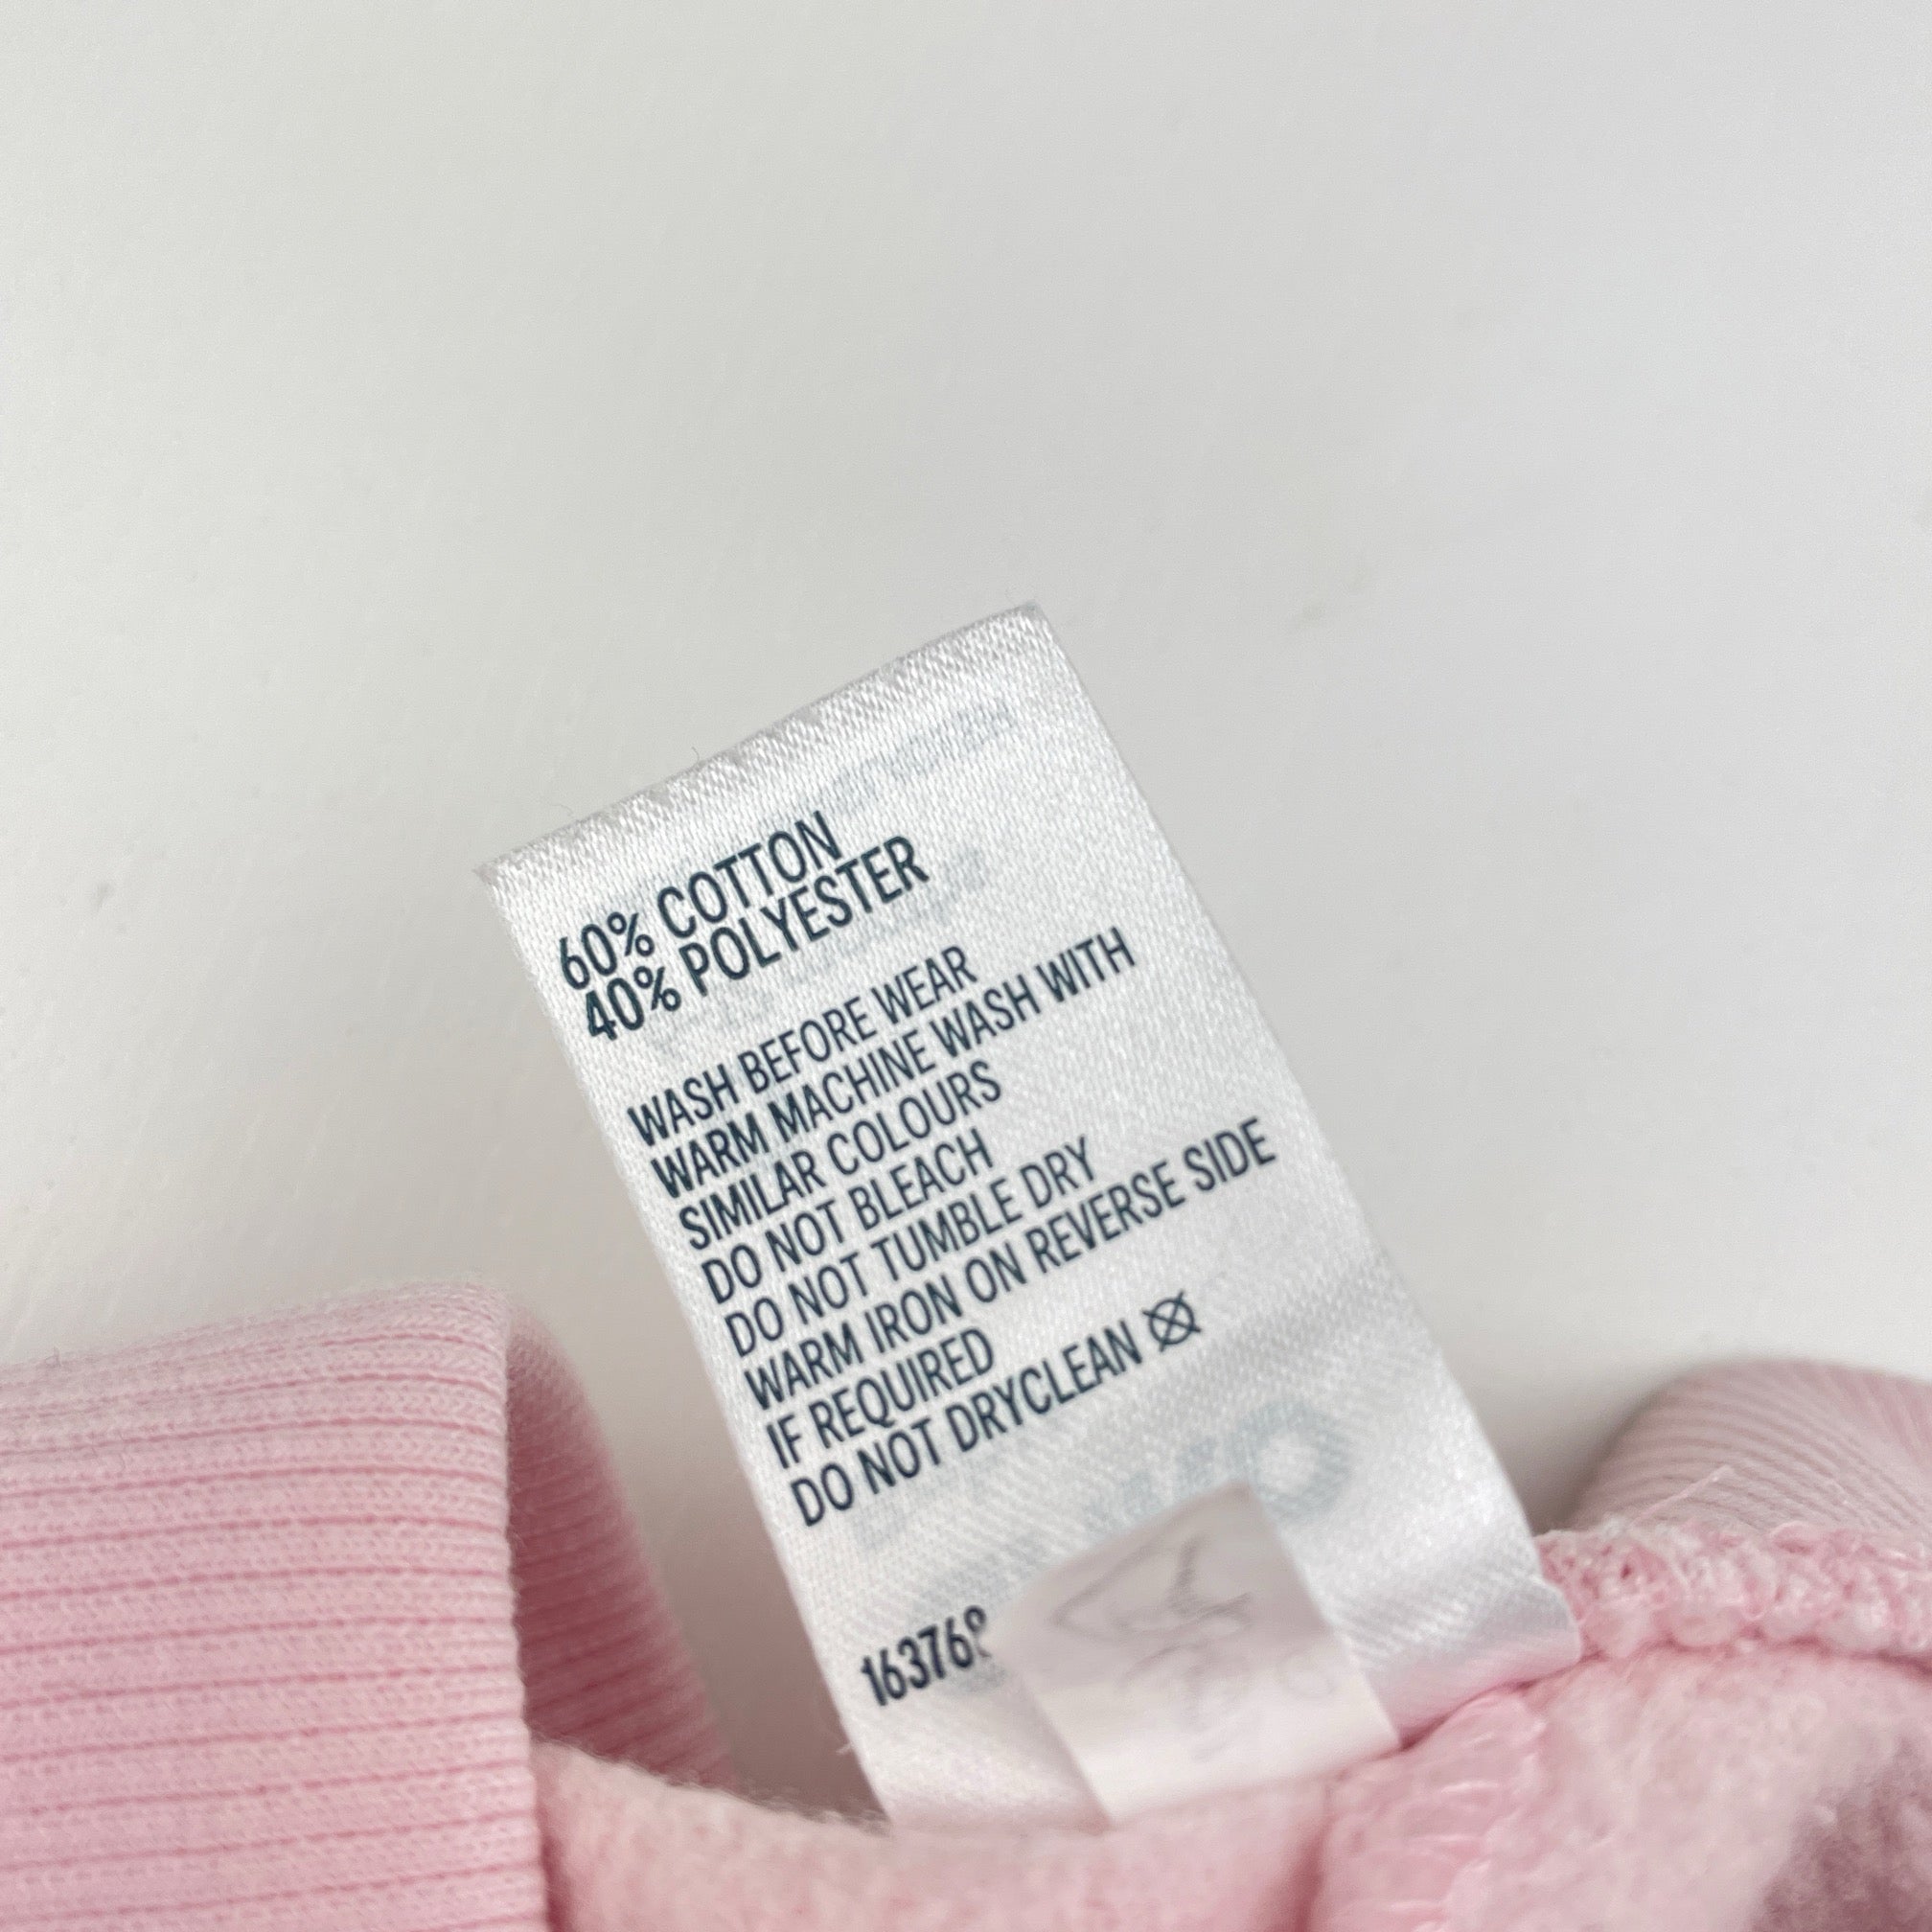 60% COTTON
40% POLYESTER
WASH BEFORE WEAR
WARM MACHINE WASH WITH
SIMILAR COLOURS
DO NOT BLEACH
DO NOT TUMBLE DRY
WARM IRON ON REVERSE SIDE
IF REQUIRED
DO NOT DRYCLEAN